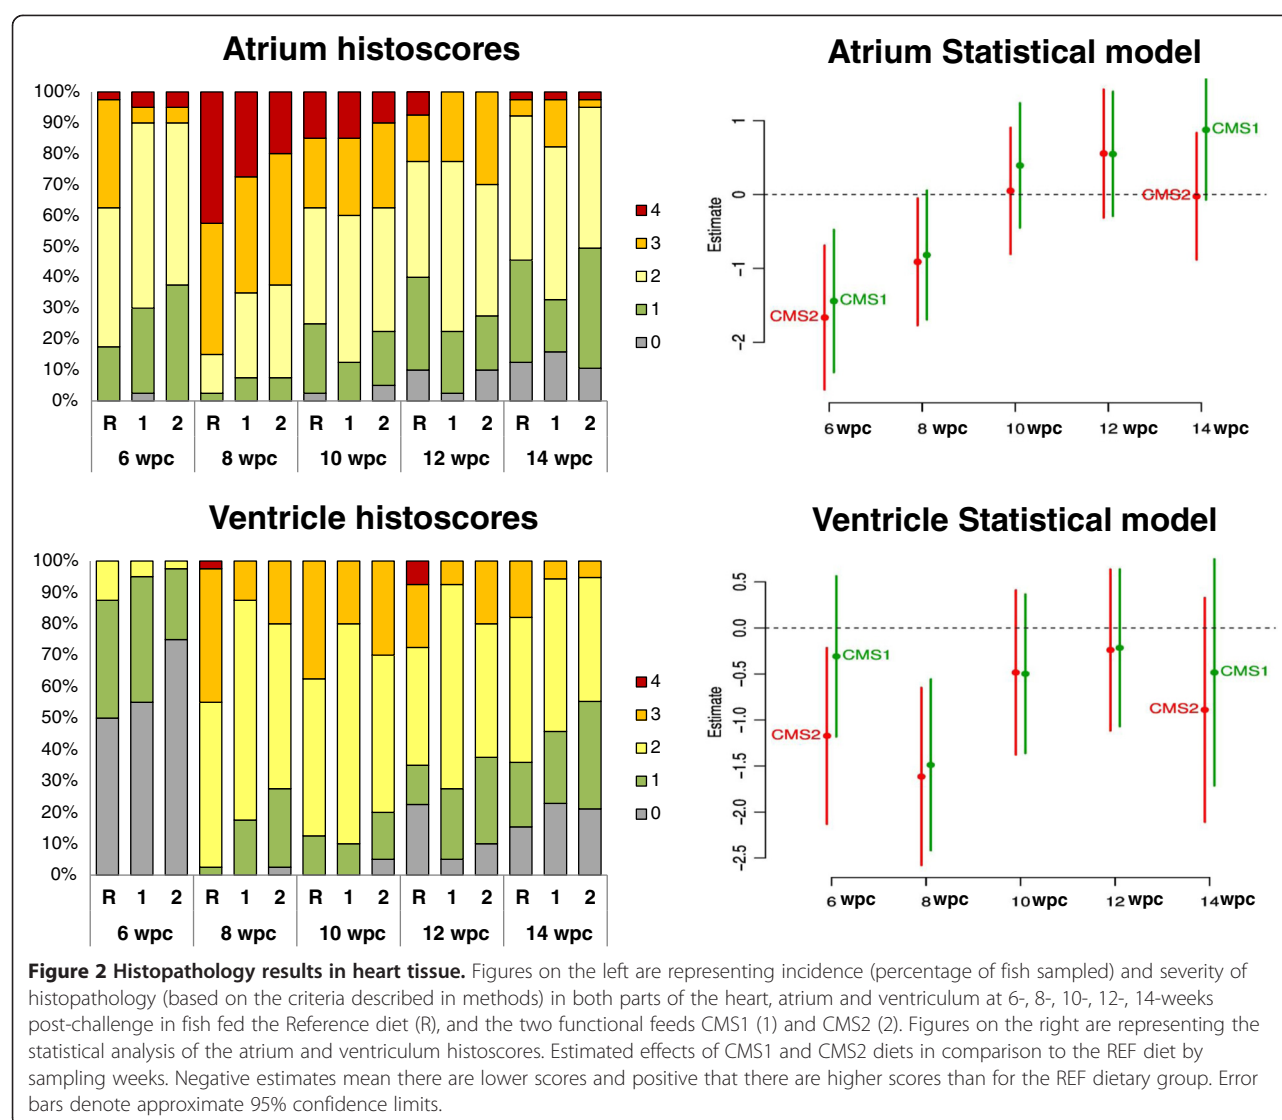 Atrium histoscores
100%
90%
80%
70%
60%
50%
40%
30%
20%
10%
0%
R 1 2 R 1 2 R 1 2 R 1 2 R 1 2
6 wpc 8 wpc 10 wpc 12 wpc 14 wpc
4
3
2
1
0
Atrium Statistical model
Estimate
1
0
-1
-2
CMS2
CMS1
CMS2
CMS1
6 wpc 8 wpc 10 wpc 12 wpc 14 wpc
Ventricle histoscores
100%
90%
80%
70%
60%
50%
40%
30%
20%
10%
0%
R 1 2 R 1 2 R 1 2 R 1 2 R 1 2
6 wpc 8 wpc 10 wpc 12 wpc 14 wpc
4
3
2
1
0
Ventricle Statistical model
Estimate
0.5
0.0
-0.5
-1.0
-1.5
-2.0
-2.5
CMS2
CMS1
CMS2
CMS1
6 wpc 8 wpc 10 wpc 12 wpc 14 wpc
Figure 2 Histopathology results in heart tissue. Figures on the left are representing incidence (percentage of fish sampled) and severity of
histopathology (based on the criteria described in methods) in both parts of the heart, atrium and ventriculum at 6-, 8-, 10-, 12-, 14-weeks
post-challenge in fish fed the Reference diet (R), and the two functional feeds CMS1 (1) and CMS2 (2). Figures on the right are representing the
statistical analysis of the atrium and ventriculum histoscores. Estimated effects of CMS1 and CMS2 diets in comparison to the REF diet by
sampling weeks. Negative estimates mean there are lower scores and positive that there are higher scores than for the REF dietary group. Error
bars denote approximate 95% confidence limits.